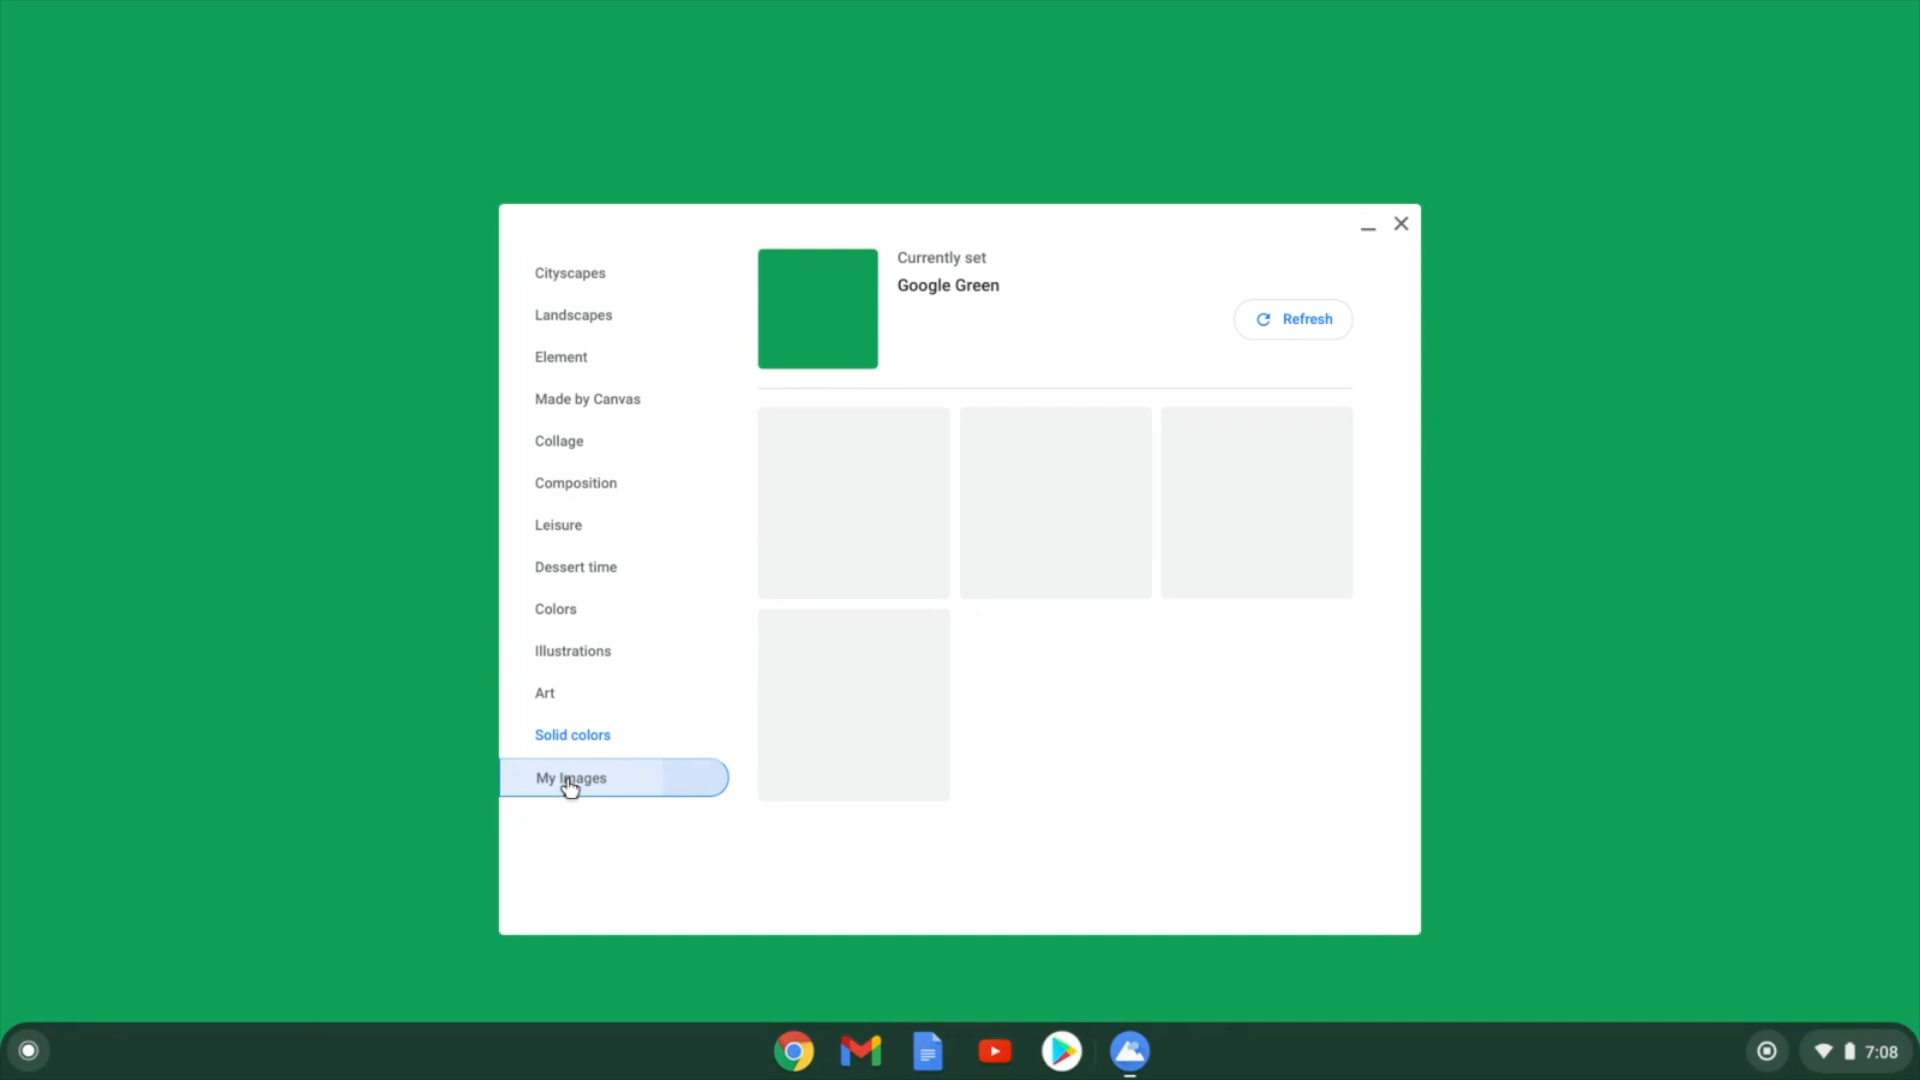 Cityscapes
Landscapes
Element
Made by Canvas
Collage
Composition
Leisure
Dessert time
Colors
Illustrations
Art
Solid colors
My Images
Currently set
Google Green
Refresh
7:08